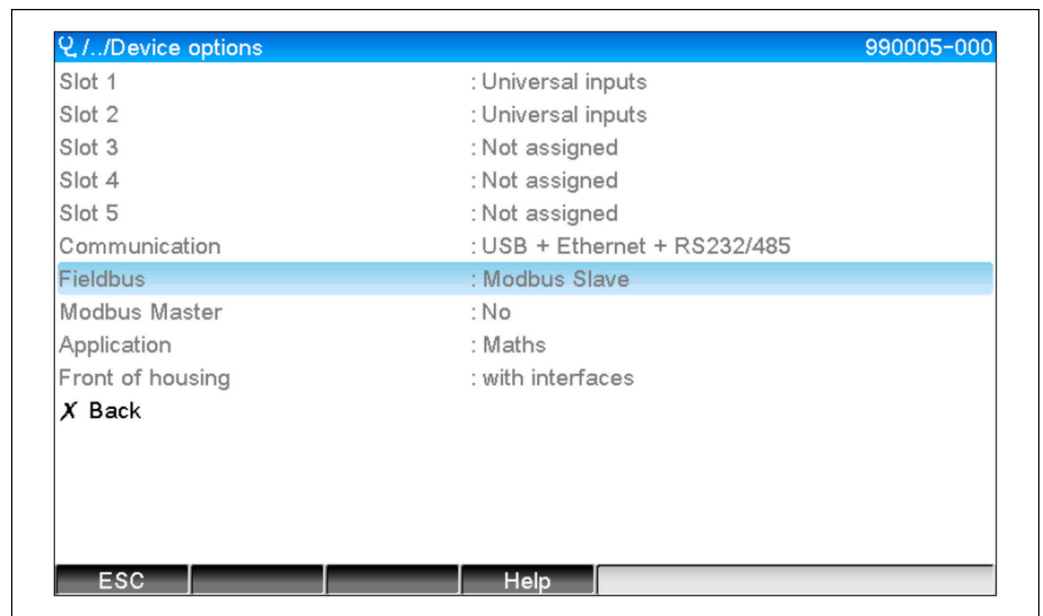 /../Device options 990005-000
Slot 1 : Universal inputs
Slot 2 : Universal inputs
Slot 3 : Not assigned
Slot 4 : Not assigned
Slot 5 : Not assigned
Communication : USB + Ethernet + RS232/485
Fieldbus : Modbus Slave
Modbus Master : No
Application : Maths
Front of housing : with interfaces
X Back
ESC Help